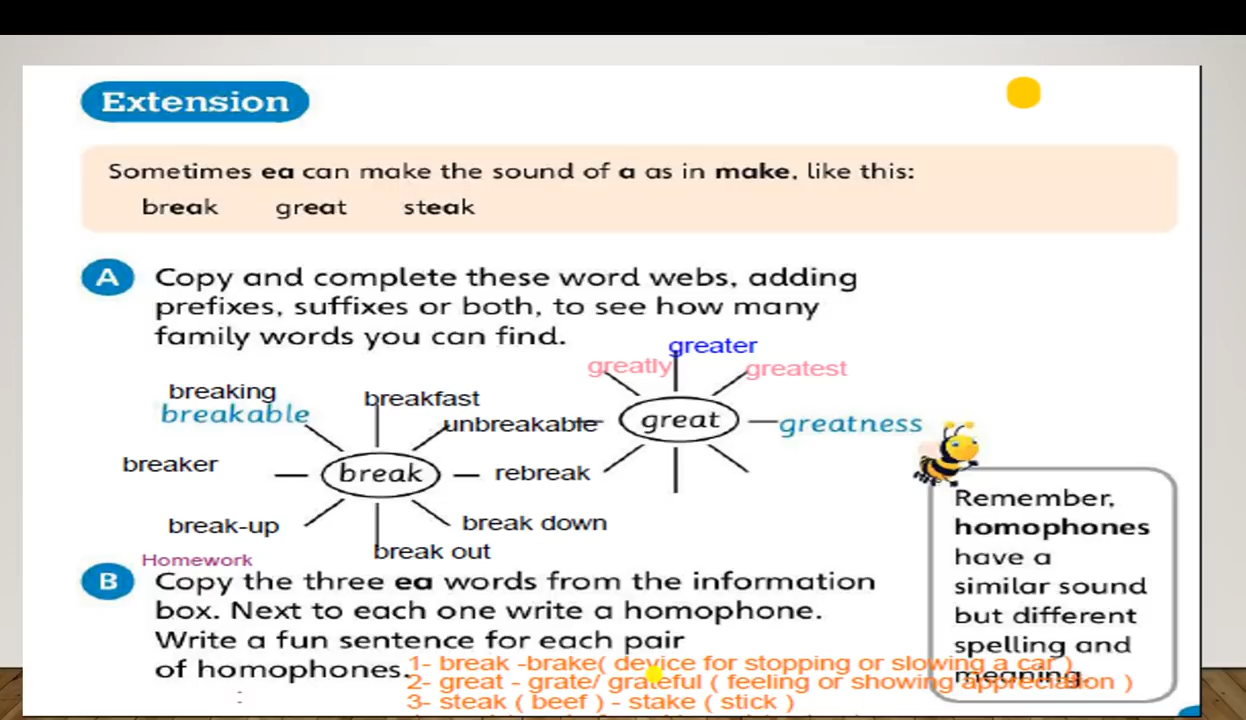 Extension
Sometimes ea can make the sound of a as in make, like this:
break great steak
A Copy and complete these word webs, adding
prefixes, suffixes or both, to see how many
family words you can find.
greater
greatly
greatest
breaking
breakable
breakfast
unbreakable
great
greatness
breaker
break
rebreak
break-up
break down
break out
Homework
B Copy the three ea words from the information
box. Next to each one write a homophone.
Write a fun sentence for each pair
of homophones.
1- break -brake( device for stopping or slowing a car )
2- great - grate/ grateful ( feeling or showing appreciation )
3- steak ( beef ) - stake ( stick )
Remember,
homophones
have a
similar sound
but different
spelling and
meaning.